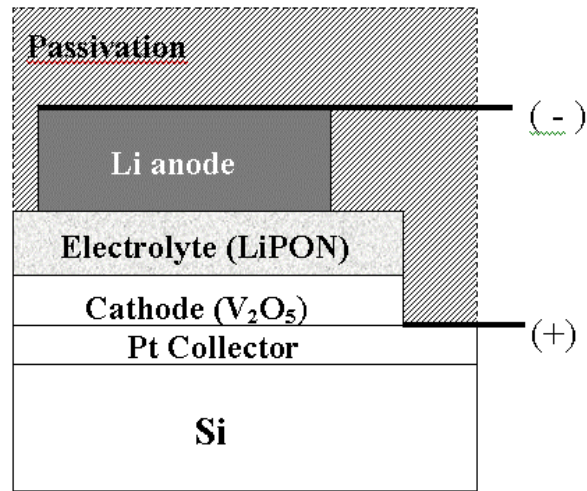 Passivation
( - )
Li anode
Electrolyte (LiPON)
Cathode (V₂O₅)
(+)
Pt Collector
Si